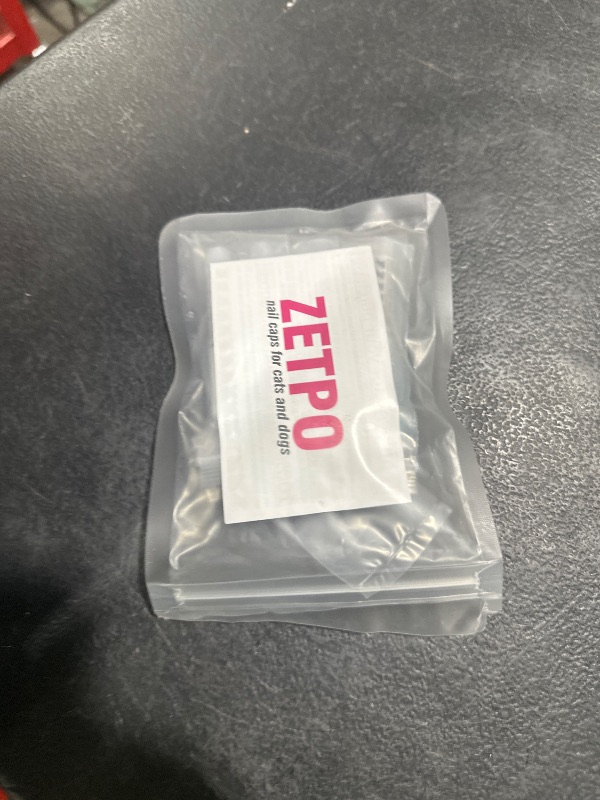 ZETPO
nail caps for cats and dogs